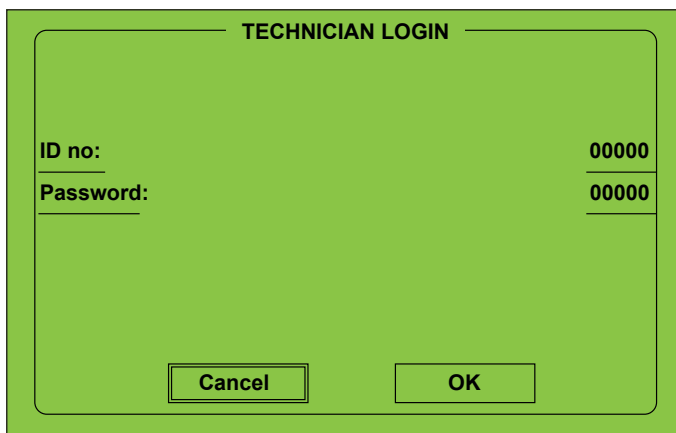 TECHNICIAN LOGIN
ID no: 00000
Password: 00000
Cancel OK